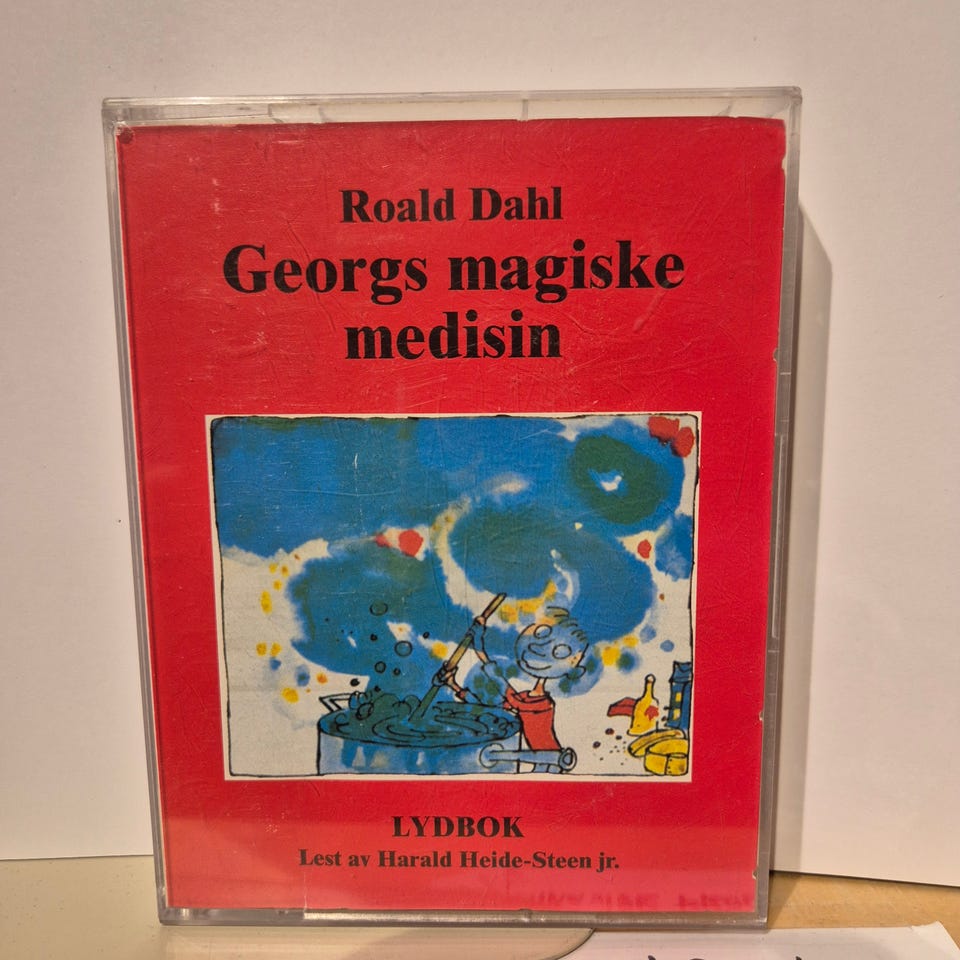 Roald Dahl
Georgs magiske
medisin
LYDBOK
Lest av Harald Heide-Steen jr.